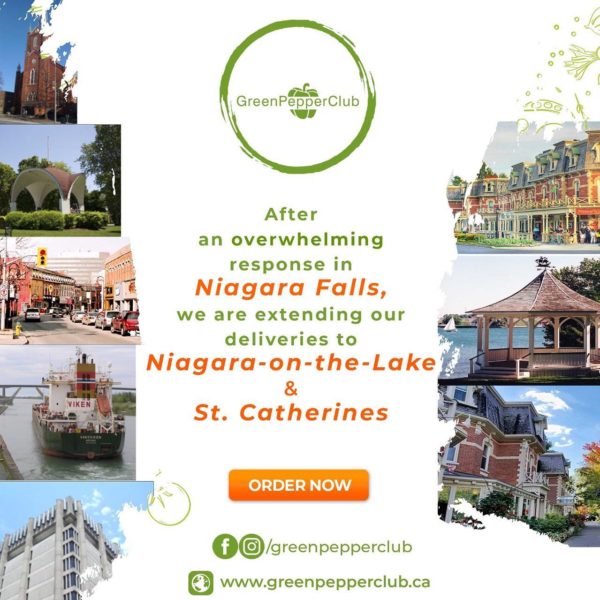 GreenPepperClub
After
an overwhelming
response in
Niagara Falls,
we are extending our
deliveries to
Niagara-on-the-Lake
&
St. Catherines
VIKEN
ORDER NOW
/greenpepperclub
www.greenpepperclub.ca